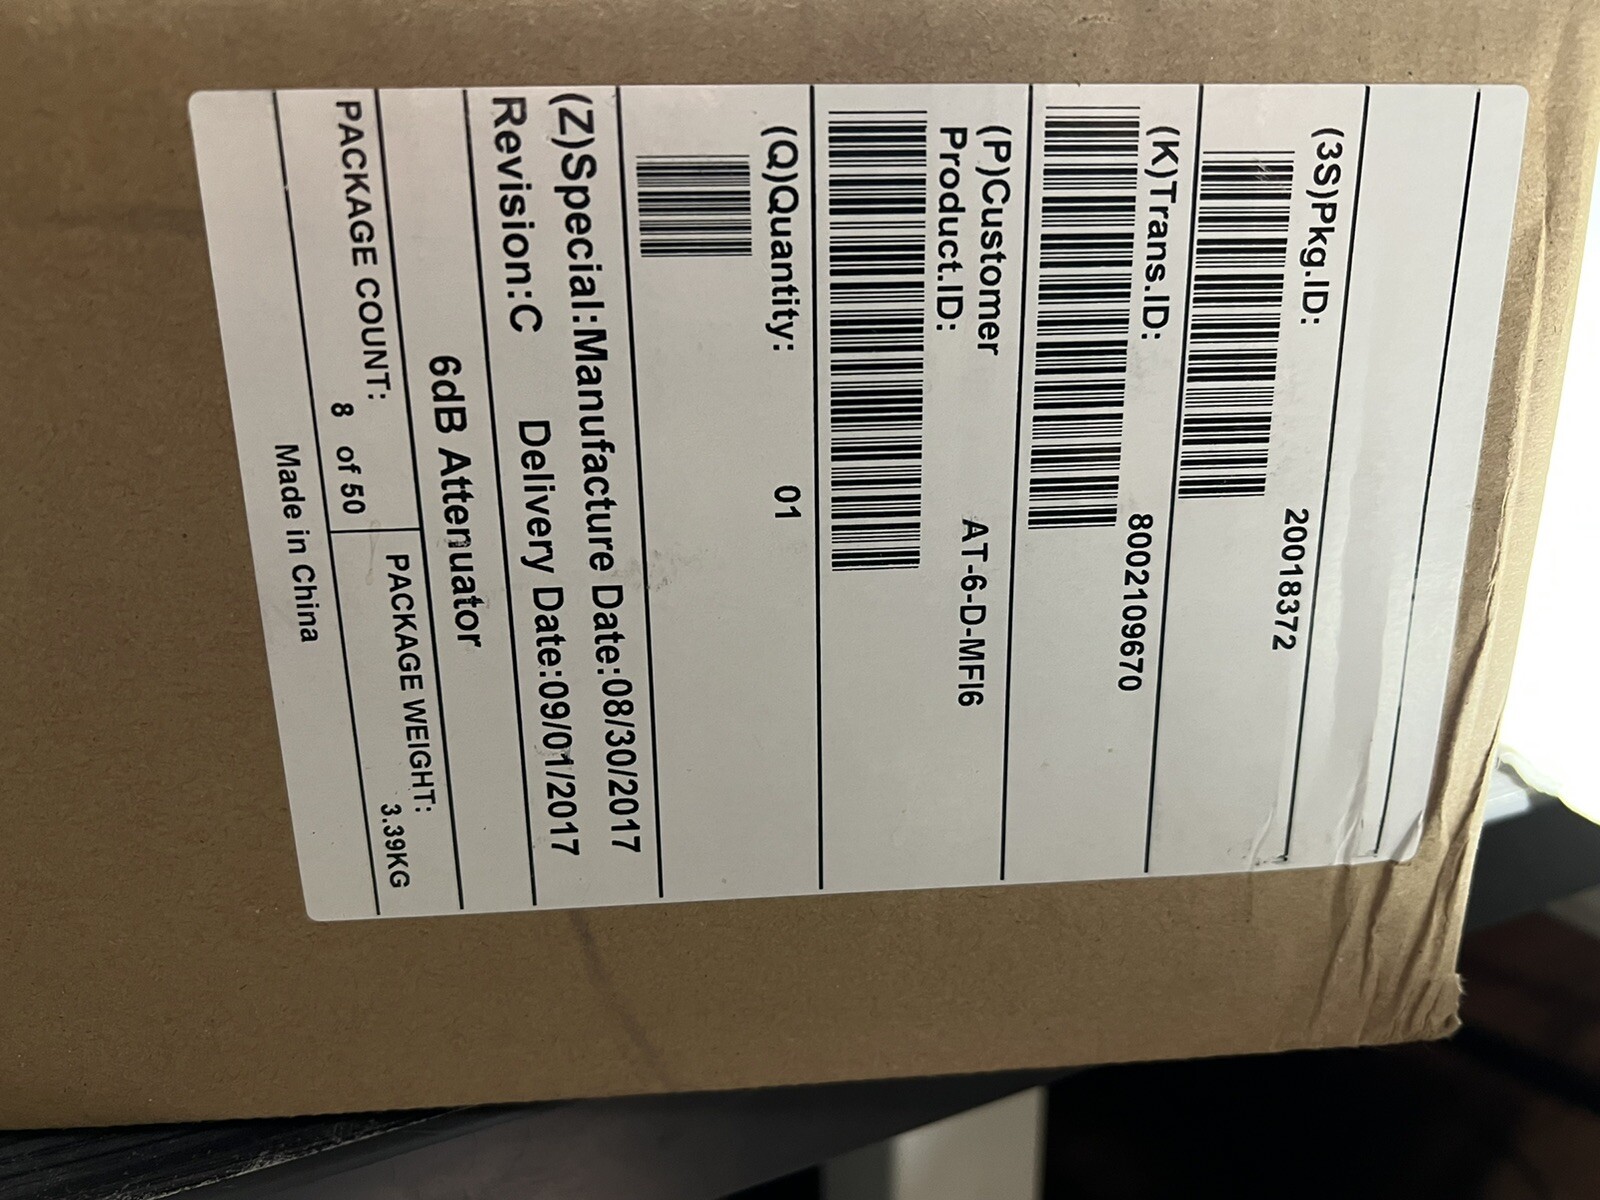 (3S)Pkg.ID:
20018372
(K)Trans.ID:
8002109670
(P)Customer
Product.ID:
AT-6-D-MFI6
(Q)Quantity: 01
(Z)Special:Manufacture Date:08/30/2017
Revision:C Delivery Date:09/01/2017
6dB Attenuator
PACKAGE COUNT:
8 of 50
PACKAGE WEIGHT:
3.39KG
Made in China